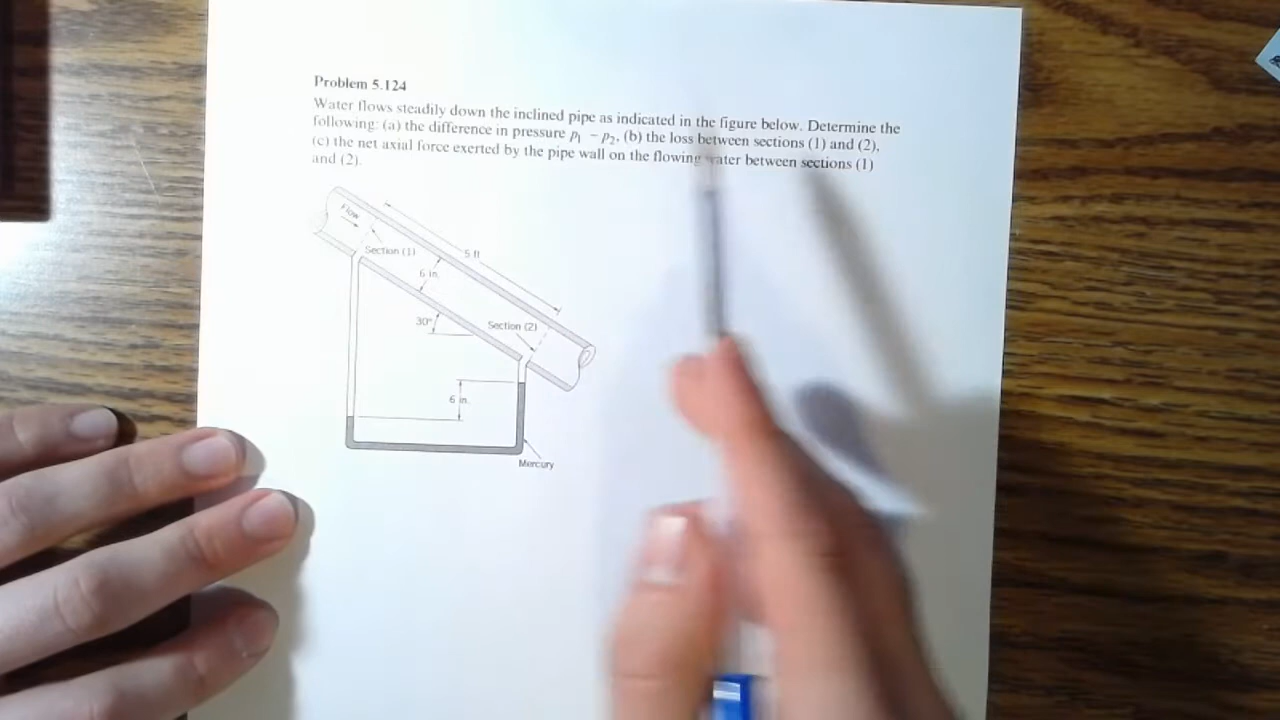 Problem 5.124
Water flows steadily down the inclined pipe as indicated in the figure below. Determine the
following: (a) the difference in pressure p₁ − p₂, (b) the loss between sections (1) and (2),
(c) the net axial force exerted by the pipe wall on the flowing water between sections (1)
and (2).
Flow
Section (1)
5 ft
6 in.
30°
Section (2)
6 in.
Mercury